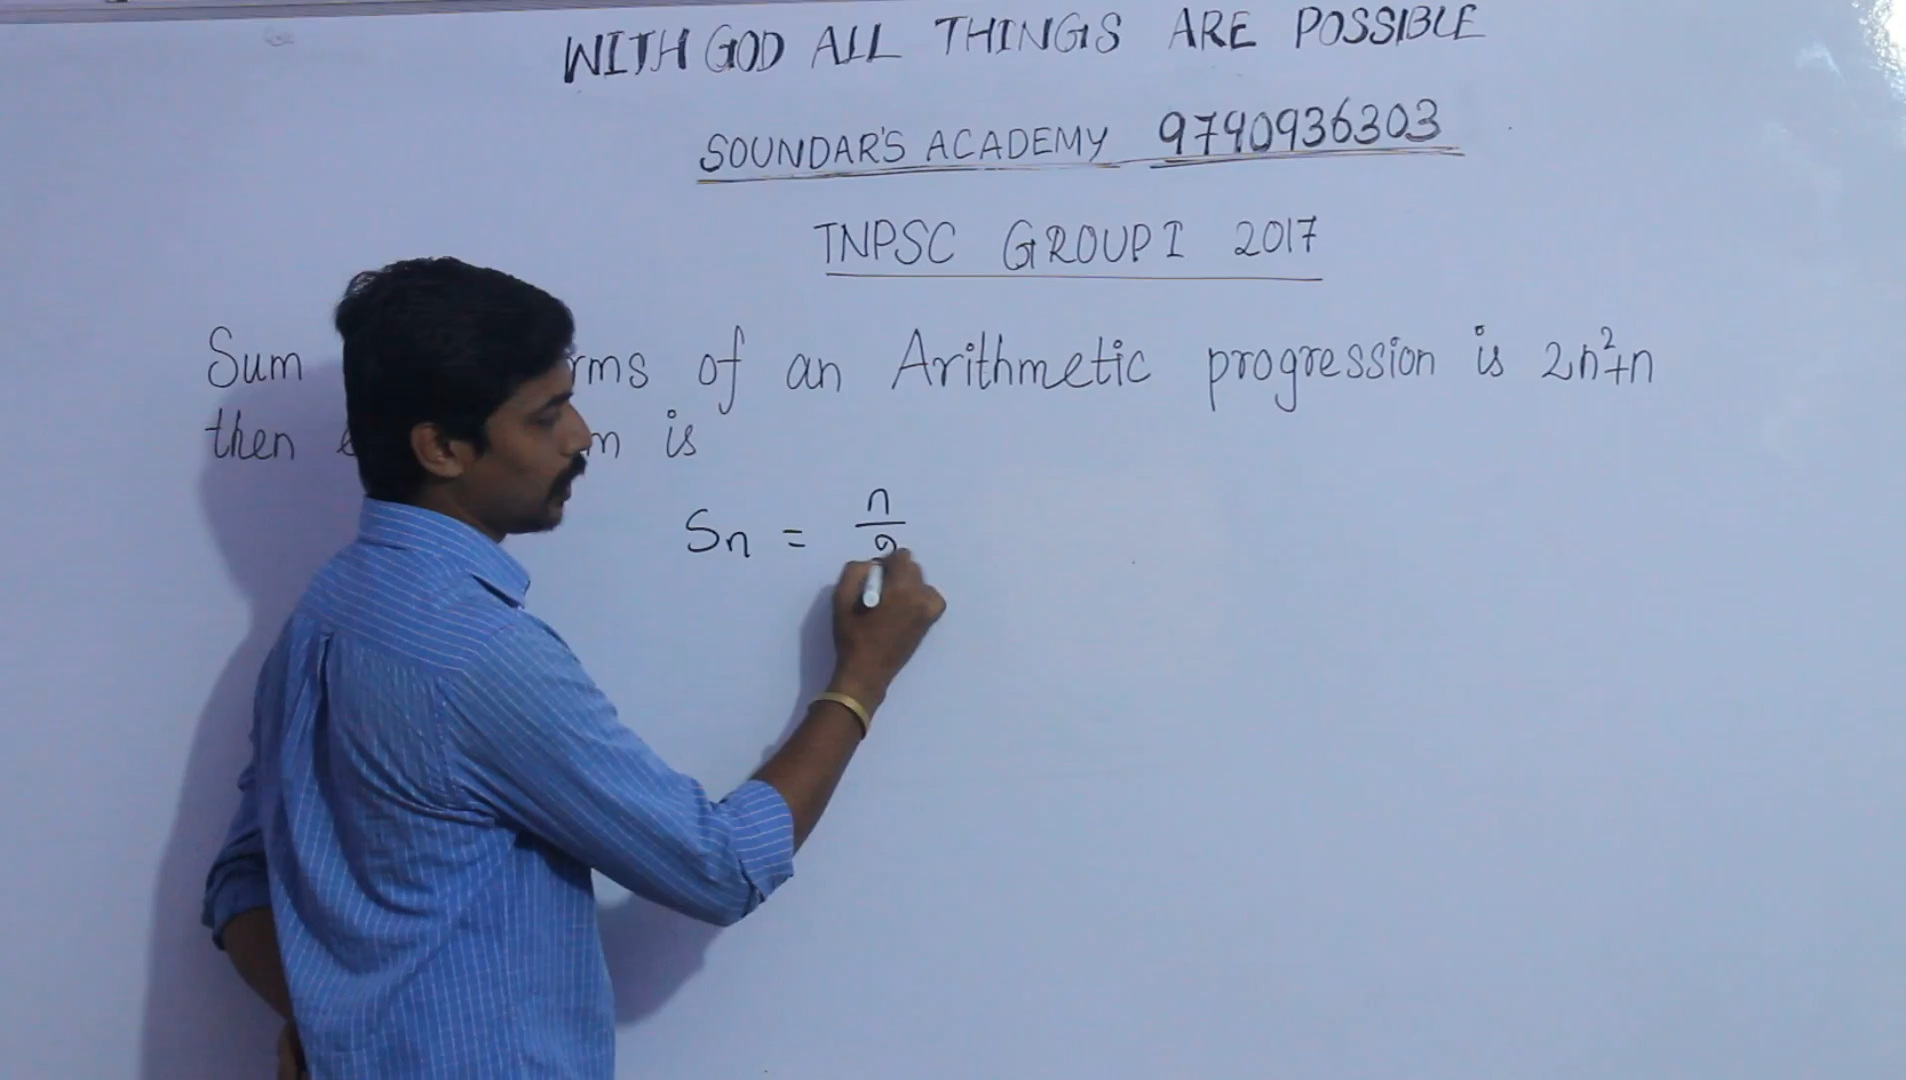 WITH GOD ALL THINGS ARE POSSIBLE
SOUNDAR'S ACADEMY 9790936303
TNPSC GROUP I 2017
Sum rms of an Arithmetic progression is 2n²+n
then m is
Sn = n/2